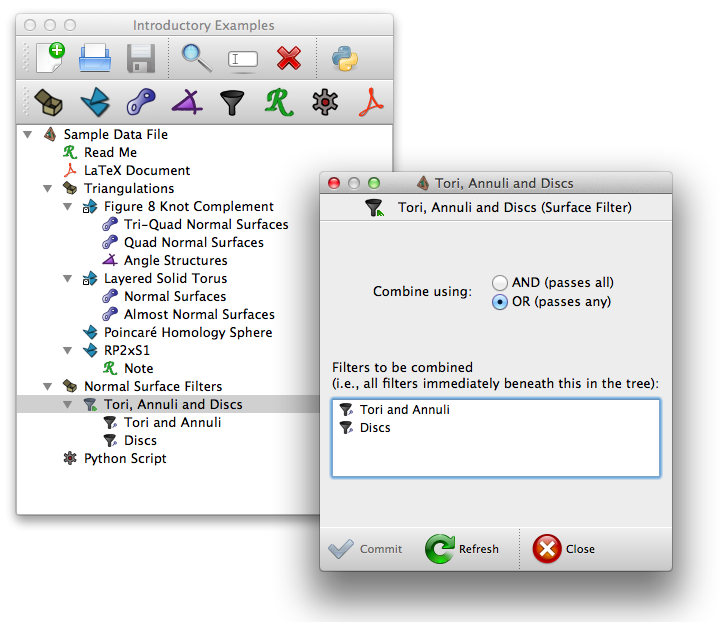 Introductory Examples
Sample Data File
Read Me
LaTeX Document
Triangulations
Figure 8 Knot Complement
Tri-Quad Normal Surfaces
Quad Normal Surfaces
Angle Structures
Layered Solid Torus
Normal Surfaces
Almost Normal Surfaces
Poincaré Homology Sphere
RP2xS1
Note
Normal Surface Filters
Tori, Annuli and Discs
Tori and Annuli
Discs
Python Script
Tori, Annuli and Discs
Tori, Annuli and Discs (Surface Filter)
Combine using:
AND (passes all)
OR (passes any)
Filters to be combined
(i.e., all filters immediately beneath this in the tree):
Tori and Annuli
Discs
Commit
Refresh
Close